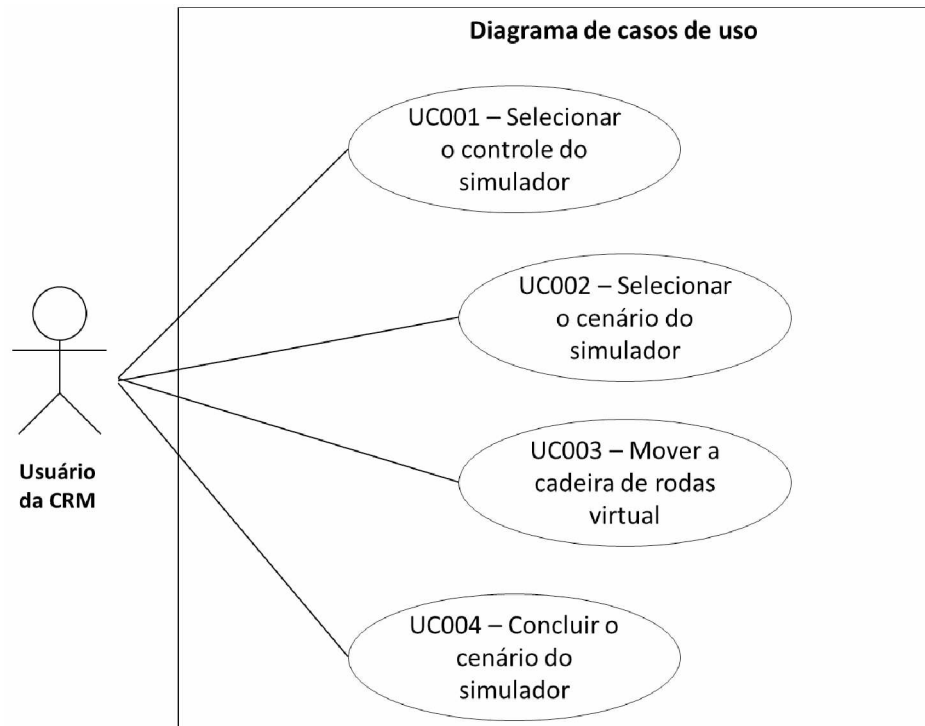 Diagrama de casos de uso
UC001 – Selecionar
o controle do
simulador
UC002 – Selecionar
o cenário do
simulador
UC003 – Mover a
cadeira de rodas
virtual
Usuário
da CRM
UC004 – Concluir o
cenário do
simulador